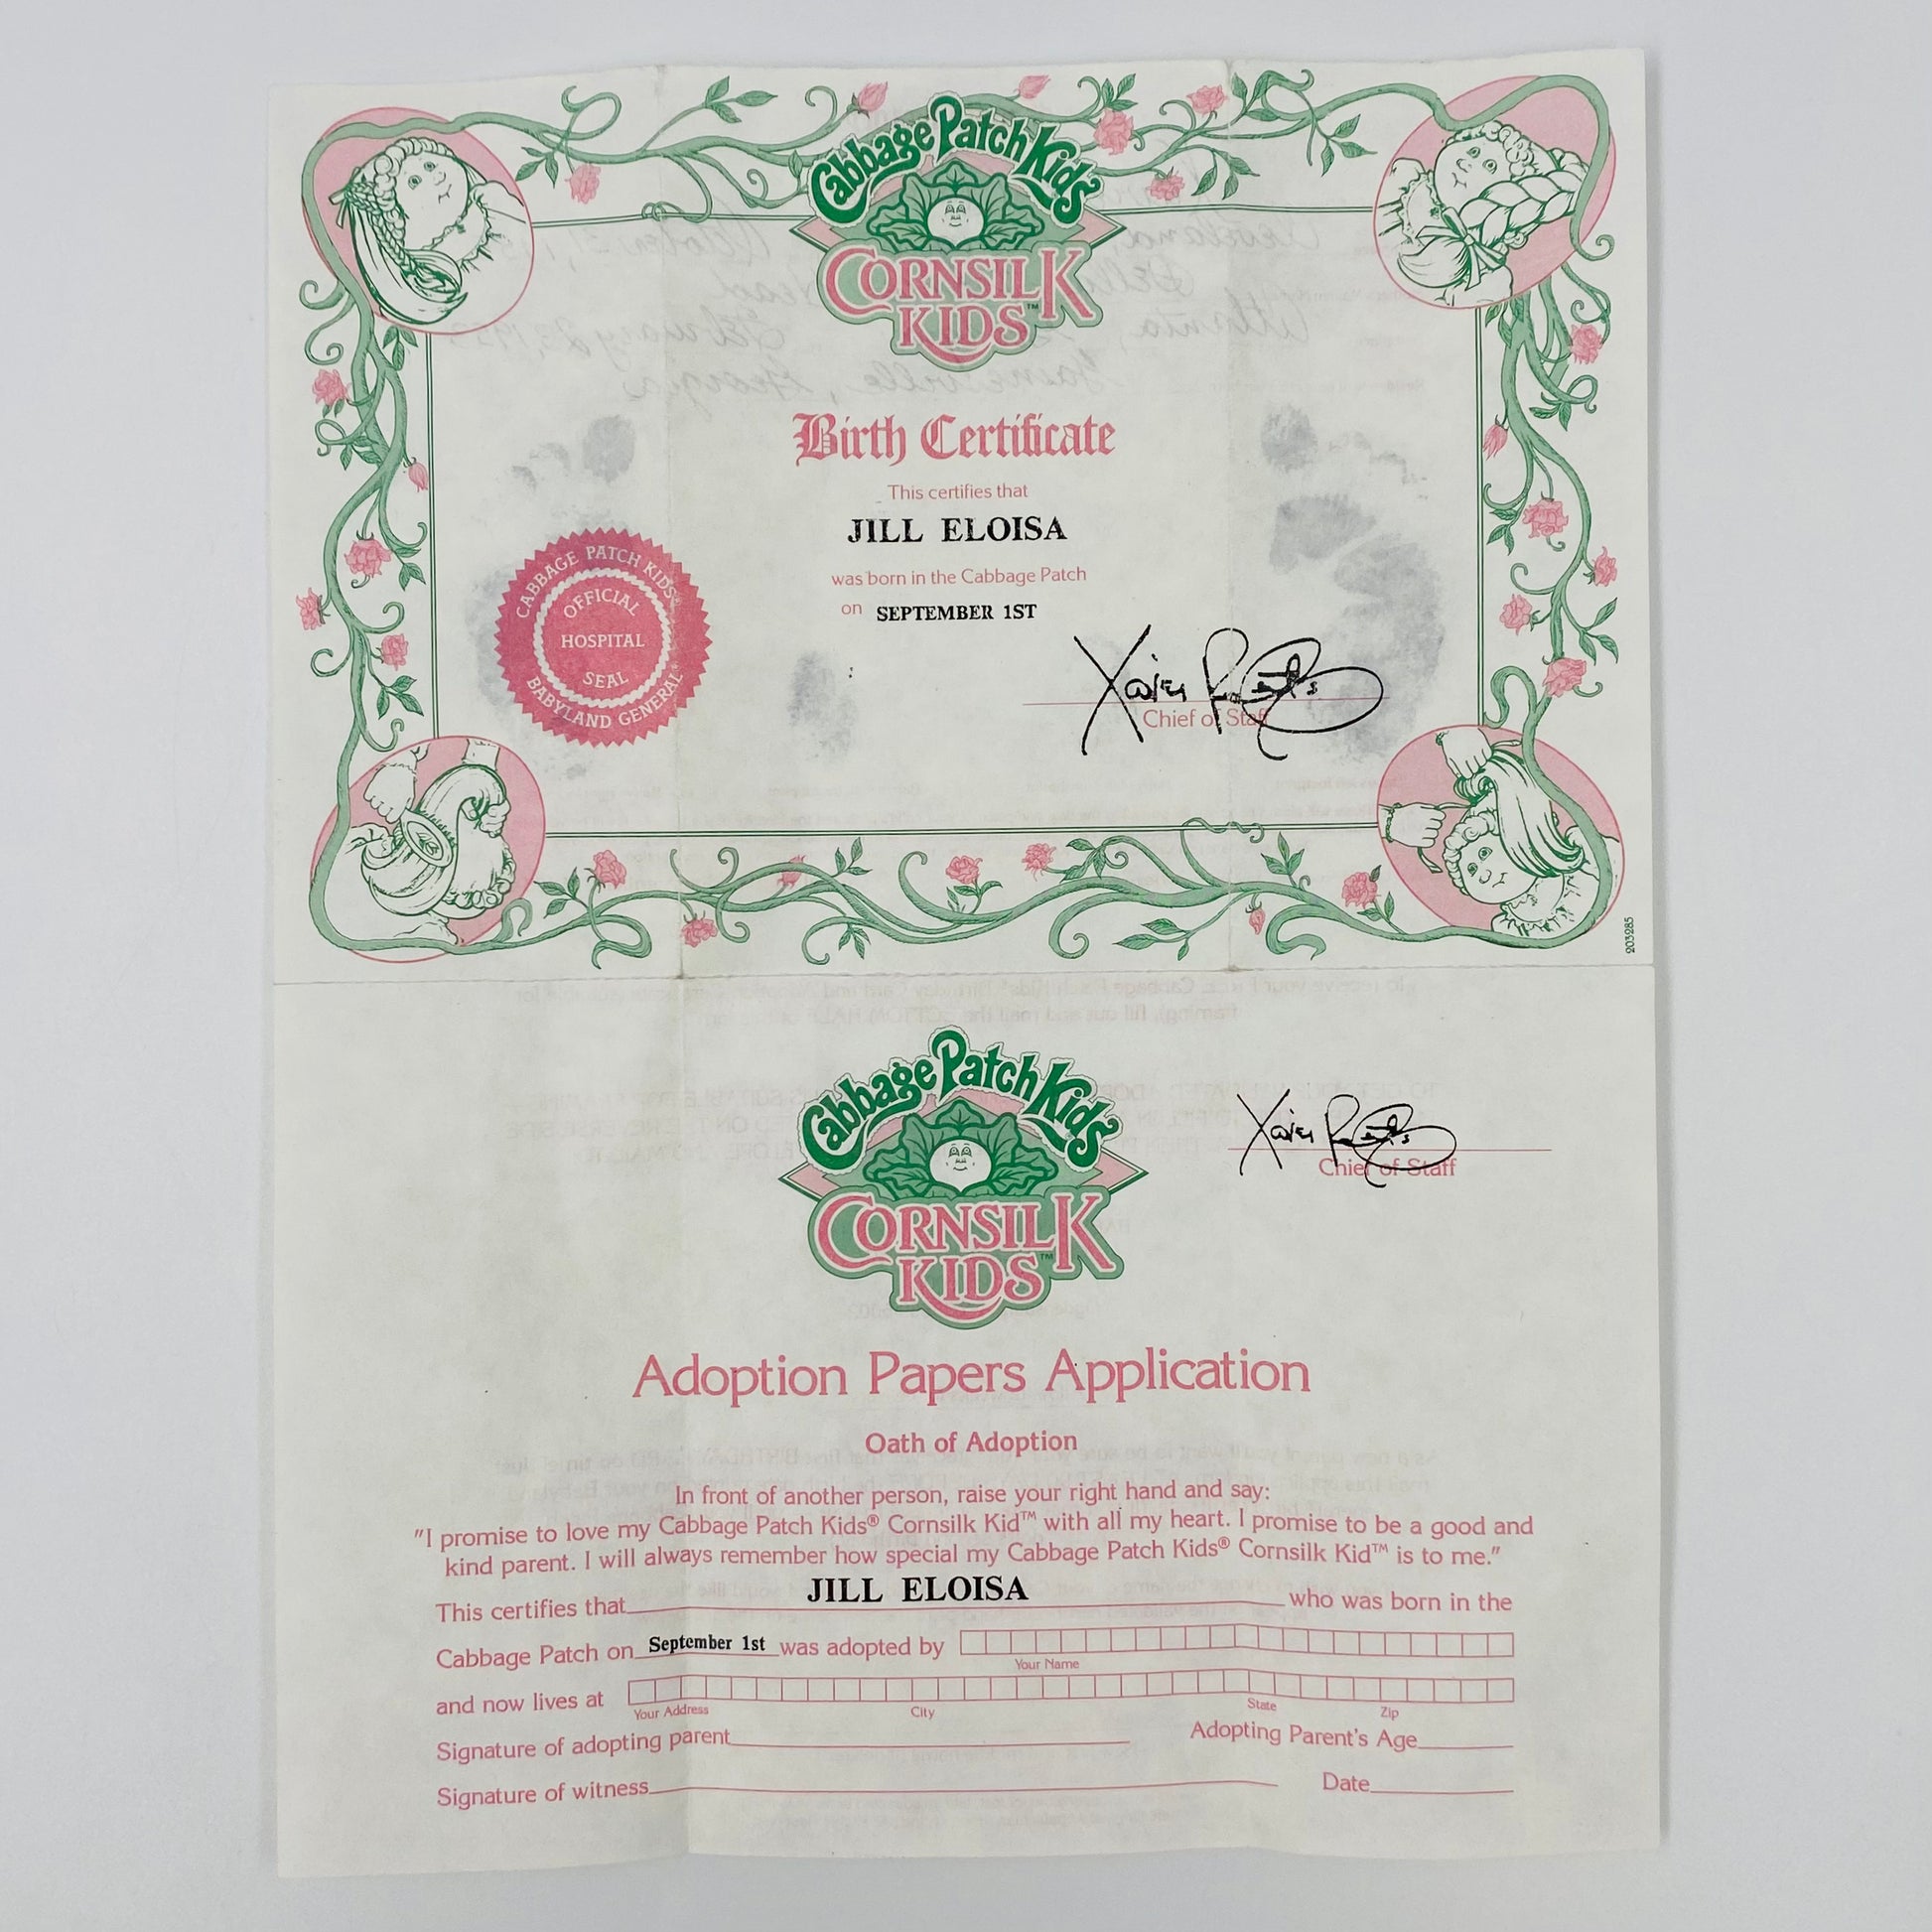 Cabbage Patch Kids
CORNSILK
KIDS™
Birth Certificate
This certifies that
JILL ELOISA
was born in the Cabbage Patch
on SEPTEMBER 1ST
CABBAGE PATCH KIDS®
OFFICIAL
HOSPITAL
SEAL
BABYLAND GENERAL
Xavier Roberts
Chief of Staff
203285
Cabbage Patch Kids
CORNSILK
KIDS™
Xavier Roberts
Chief of Staff
Adoption Papers Application
Oath of Adoption
In front of another person, raise your right hand and say:
"I promise to love my Cabbage Patch Kids® Cornsilk Kid™ with all my heart. I promise to be a good and
kind parent. I will always remember how special my Cabbage Patch Kids® Cornsilk Kid™ is to me."
This certifies that JILL ELOISA who was born in the
Cabbage Patch on September 1st was adopted by
Your Name
and now lives at
Your Address City State Zip
Signature of adopting parent Adopting Parent's Age
Signature of witness Date